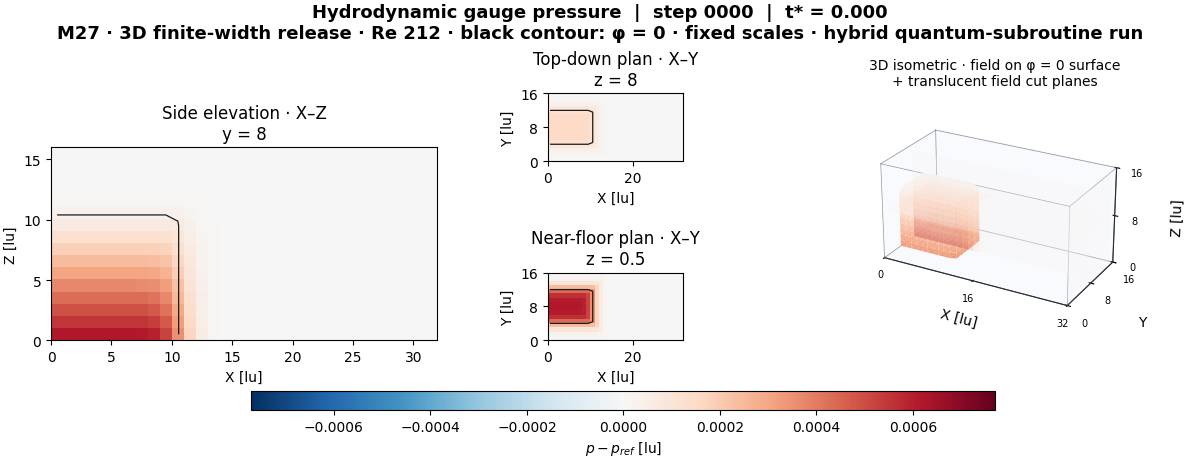 Hydrodynamic gauge pressure | step 0000 | t* = 0.000
M27 · 3D finite-width release · Re 212 · black contour: φ = 0 · fixed scales · hybrid quantum-subroutine run
Side elevation · X–Z
y = 8
15
10
5
0
Z [lu]
0 5 10 15 20 25 30
X [lu]
Top-down plan · X–Y
z = 8
16
8
0
Y [lu]
0 20
X [lu]
Near-floor plan · X–Y
z = 0.5
16
8
0
Y [lu]
0 20
X [lu]
3D isometric · field on φ = 0 surface
+ translucent field cut planes
16
8
0
Z [lu]
0
16
32
X [lu]
0
8
16
Y
−0.0006 −0.0004 −0.0002 0.0000 0.0002 0.0004 0.0006
p − p_ref [lu]